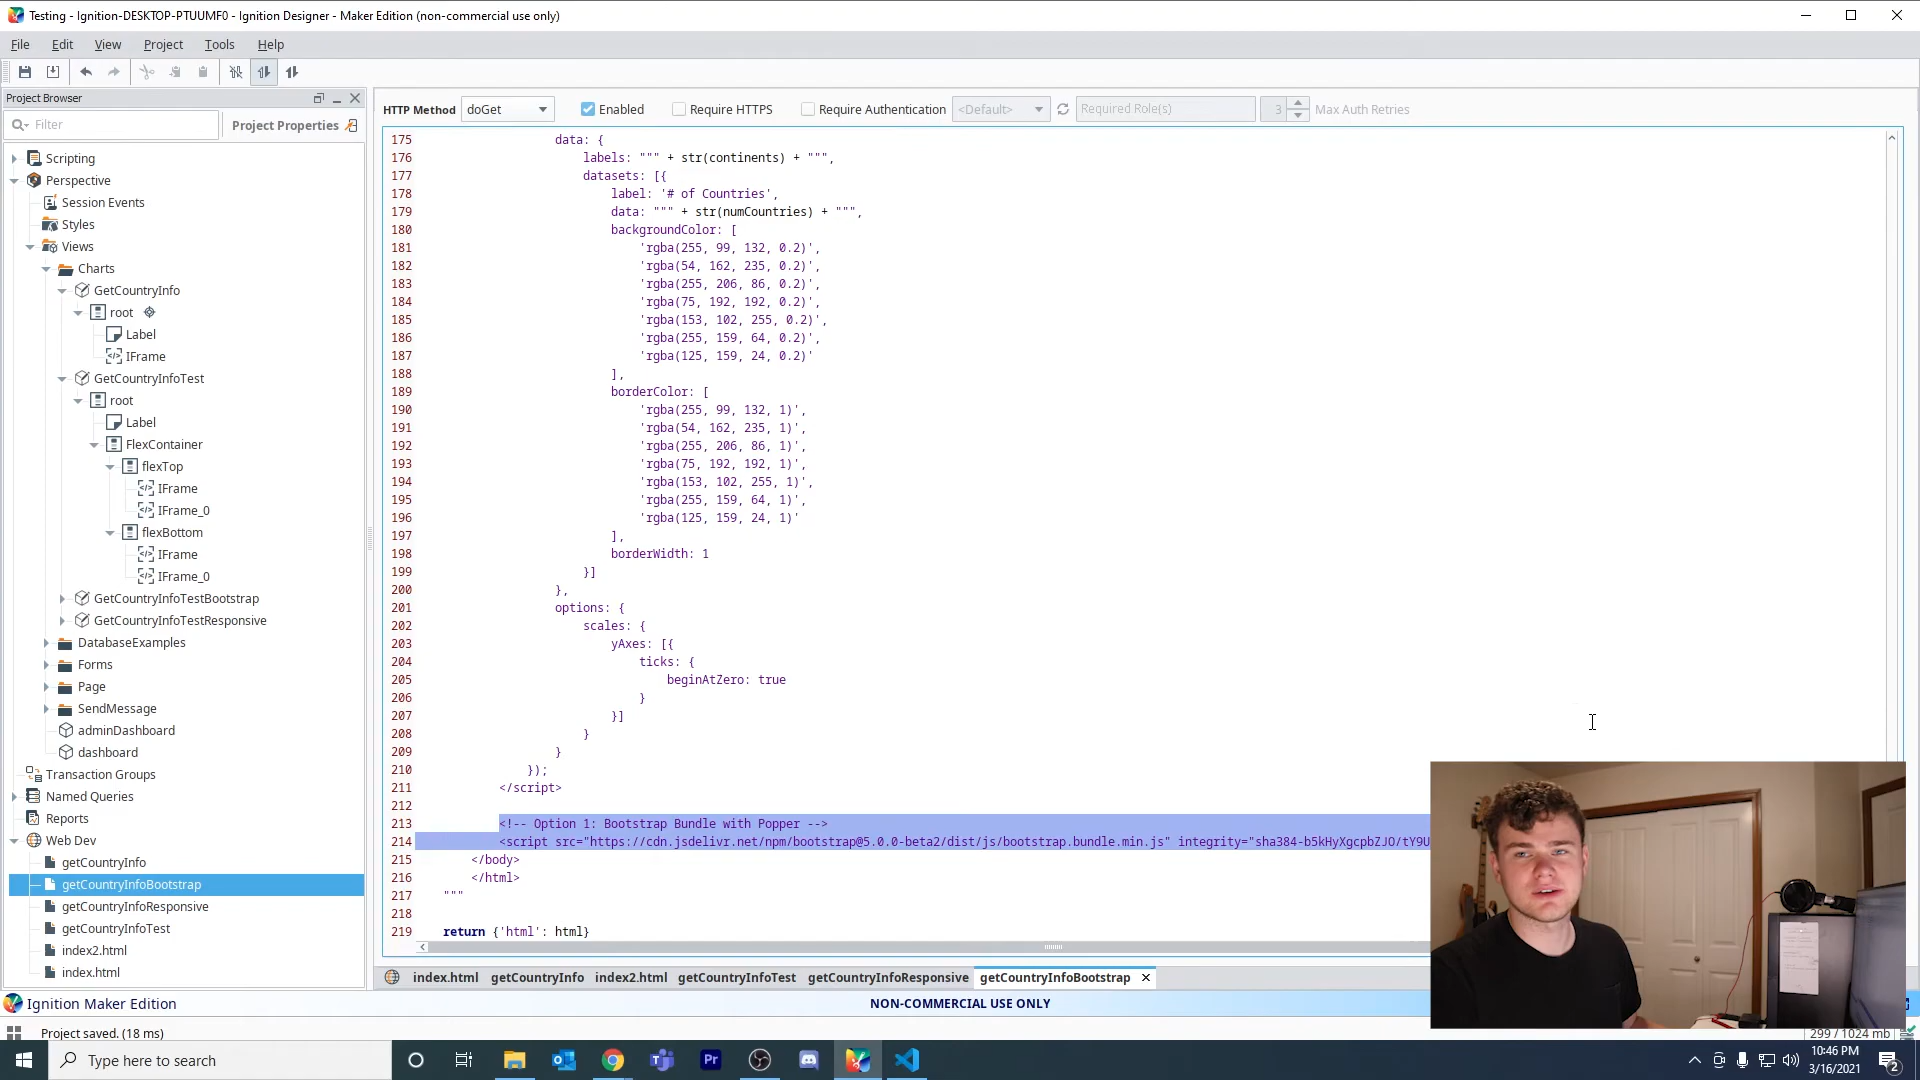 Testing - Ignition-DESKTOP-PTUUMF0 - Ignition Designer - Maker Edition (non-commercial use only)
File Edit View Project Tools Help
Project Browser
Filter
Project Properties
Scripting
Perspective
Session Events
Styles
Views
Charts
GetCountryInfo
root
Label
IFrame
GetCountryInfoTest
root
Label
FlexContainer
flexTop
IFrame
IFrame_0
flexBottom
IFrame
IFrame_0
GetCountryInfoTestBootstrap
GetCountryInfoTestResponsive
DatabaseExamples
Forms
Page
SendMessage
adminDashboard
dashboard
Transaction Groups
Named Queries
Reports
Web Dev
getCountryInfo
getCountryInfoBootstrap
getCountryInfoResponsive
getCountryInfoTest
index2.html
index.html
HTTP Method doGet Enabled Require HTTPS Require Authentication <Default> Required Role(s) 3 Max Auth Retries
175 data: {
176 labels: """ + str(continents) + """,
177 datasets: [{
178 label: '# of Countries',
179 data: """ + str(numCountries) + """,
180 backgroundColor: [
181 'rgba(255, 99, 132, 0.2)',
182 'rgba(54, 162, 235, 0.2)',
183 'rgba(255, 206, 86, 0.2)',
184 'rgba(75, 192, 192, 0.2)',
185 'rgba(153, 102, 255, 0.2)',
186 'rgba(255, 159, 64, 0.2)',
187 'rgba(125, 159, 24, 0.2)'
188 ],
189 borderColor: [
190 'rgba(255, 99, 132, 1)',
191 'rgba(54, 162, 235, 1)',
192 'rgba(255, 206, 86, 1)',
193 'rgba(75, 192, 192, 1)',
194 'rgba(153, 102, 255, 1)',
195 'rgba(255, 159, 64, 1)',
196 'rgba(125, 159, 24, 1)'
197 ],
198 borderWidth: 1
199 }]
200 },
201 options: {
202 scales: {
203 yAxes: [{
204 ticks: {
205 beginAtZero: true
206 }
207 }]
208 }
209 }
210 });
211 </script>
212
213 <!-- Option 1: Bootstrap Bundle with Popper -->
214 <script src="https://cdn.jsdelivr.net/npm/bootstrap@5.0.0-beta2/dist/js/bootstrap.bundle.min.js" integrity="sha384-b5kHyXgcpbZJO/tY9U
215 </body>
216 </html>
217 """
218
219 return {'html': html}
index.html getCountryInfo index2.html getCountryInfoTest getCountryInfoResponsive getCountryInfoBootstrap
Ignition Maker Edition
NON-COMMERCIAL USE ONLY
Project saved. (18 ms)
299 / 1024 mb
Type here to search
Pr
10:46 PM
3/16/2021
2